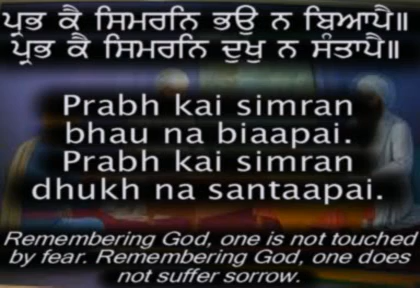 ਪ੍ਰਭ ਕੈ ਸਿਮਰਨਿ ਭਉ ਨ ਬਿਆਪੈ॥
ਪ੍ਰਭ ਕੈ ਸਿਮਰਨਿ ਦੁਖੁ ਨ ਸੰਤਾਪੈ॥
Prabh kai simran
bhau na biaapai.
Prabh kai simran
dhukh na santaapai.
Remembering God, one is not touched
by fear. Remembering God, one does
not suffer sorrow.